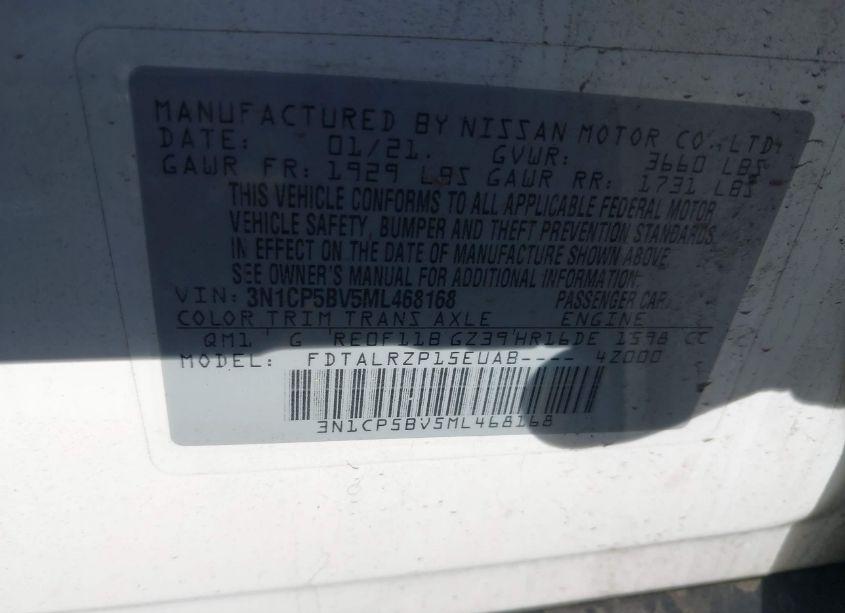 MANUFACTURED BY NISSAN MOTOR CO.,LTD.
DATE: 01/21. GVWR: 3660 LBS
GAWR FR: 1929 LBS GAWR RR: 1731 LBS
THIS VEHICLE CONFORMS TO ALL APPLICABLE FEDERAL MOTOR
VEHICLE SAFETY, BUMPER AND THEFT PREVENTION STANDARDS
IN EFFECT ON THE DATE OF MANUFACTURE SHOWN ABOVE
SEE OWNER'S MANUAL FOR ADDITIONAL INFORMATION:
VIN: 3N1CP5BV5ML468168 PASSENGER CAR
COLOR TRIM TRANS AXLE ENGINE
QM1 G RE0F11B GZ39 HR16DE 1598 CC
MODEL: FDTALRZP15EUAB---- 4Z000
3N1CP5BV5ML468168